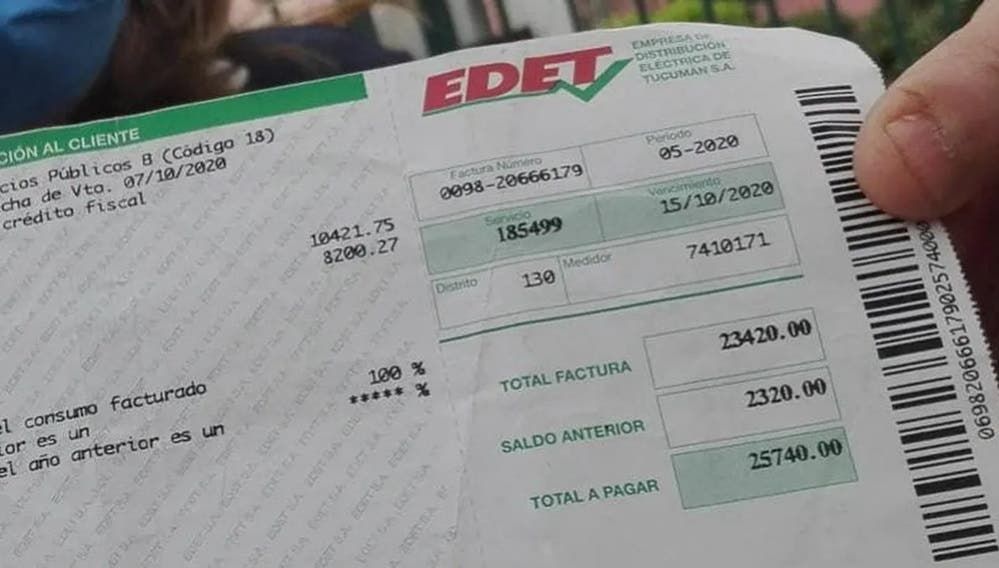 CIÓN AL CLIENTE
cios Públicos B (Código 18)
cha de Vto. 07/10/2020
crédito fiscal
10421.75
8200.27
el consumo facturado 100 %
ior es un ***** %
el año anterior es un
EDET
EMPRESA DE
DISTRIBUCIÓN
ELÉCTRICA DE
TUCUMÁN S.A.
Factura Número
0098-20666179
Período
05-2020
Servicio
185499
Vencimiento
15/10/2020
Distrito 130
Medidor 7410171
TOTAL FACTURA 23420.00
SALDO ANTERIOR 2320.00
TOTAL A PAGAR 25740.00